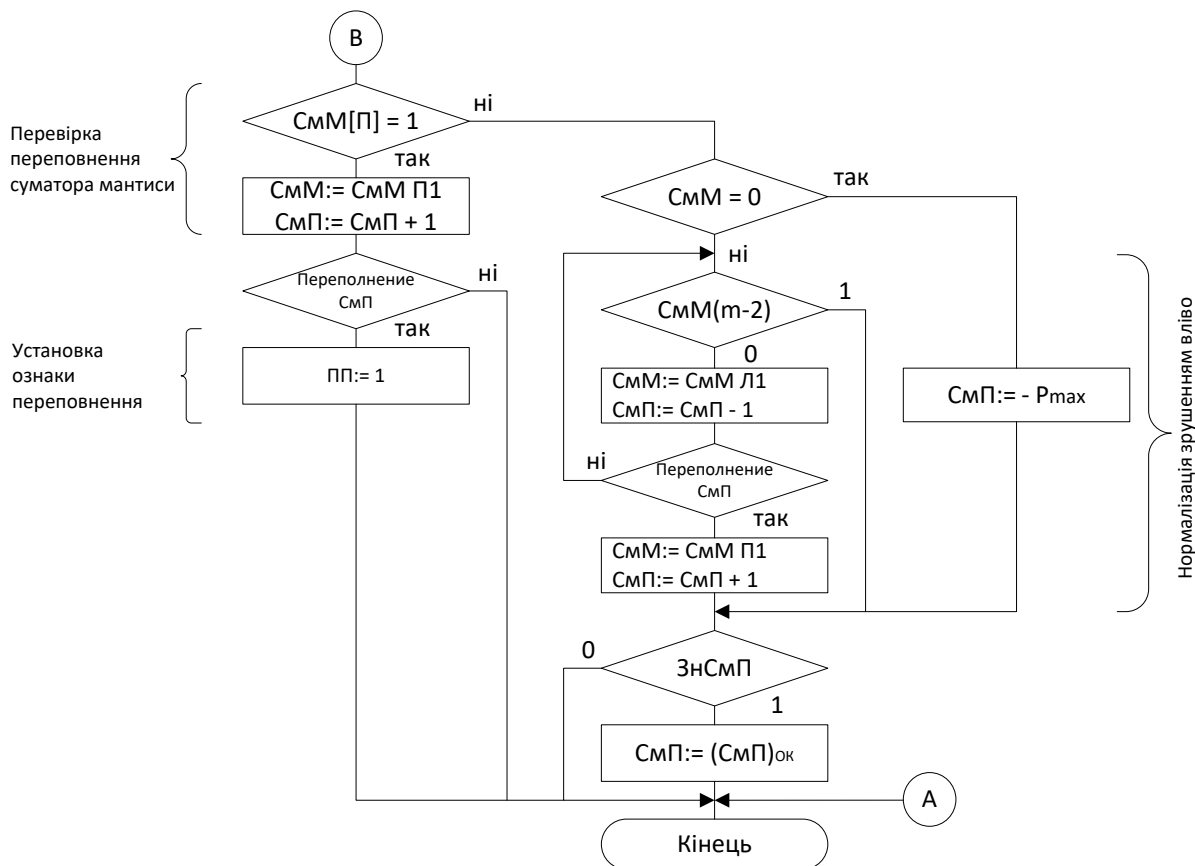 В
СмМ[П] = 1
ні
так
Перевірка
переповнення
суматора мантиси
СмМ:= СмМ П1
СмП:= СмП + 1
Переполнение
СмП
ні
так
Установка
ознаки
переповнення
ПП:= 1
СмМ = 0
так
ні
СмМ(m-2)
1
0
СмМ:= СмМ Л1
СмП:= СмП - 1
СмП:= - Pmax
Переполнение
СмП
ні
так
СмМ:= СмМ П1
СмП:= СмП + 1
Нормалізація зрушенням вліво
ЗнСмП
0
1
СмП:= (СмП)ок
А
Кінець